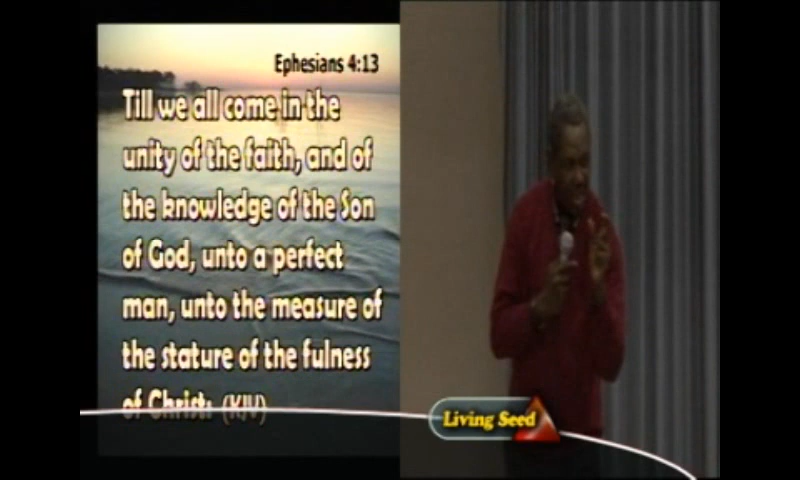 Ephesians 4:13
Till we all come in the
unity of the faith, and of
the knowledge of the Son
of God, unto a perfect
man, unto the measure of
the stature of the fulness
of Christ: (KJV)
Living Seed